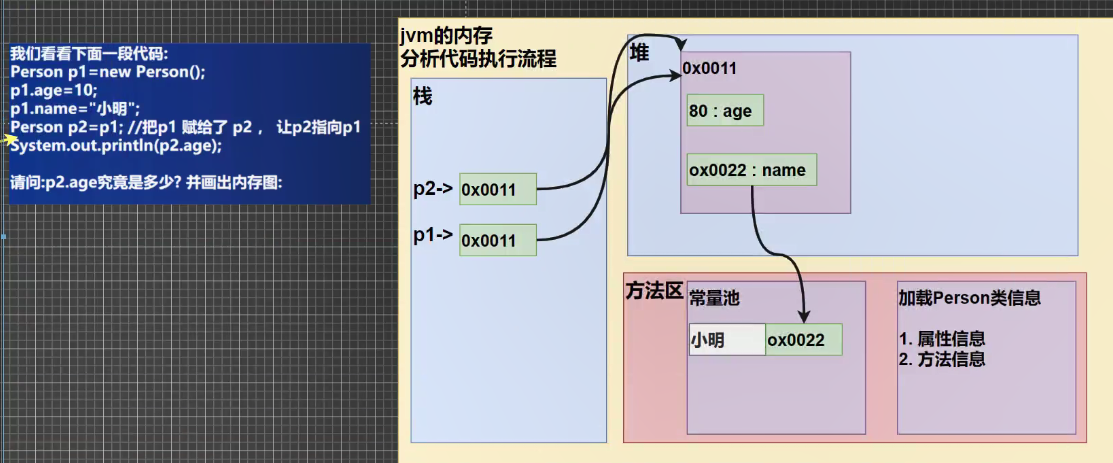 我们看看下面一段代码:
Person p1=new Person();
p1.age=10;
p1.name="小明";
Person p2=p1; //把p1 赋给了 p2 ， 让p2指向p1
System.out.println(p2.age);
请问:p2.age究竟是多少? 并画出内存图:
jvm的内存
分析代码执行流程
栈
p2-> 0x0011
p1-> 0x0011
堆
0x0011
80 : age
ox0022 : name
方法区
常量池
小明 ox0022
加载Person类信息
1. 属性信息
2. 方法信息